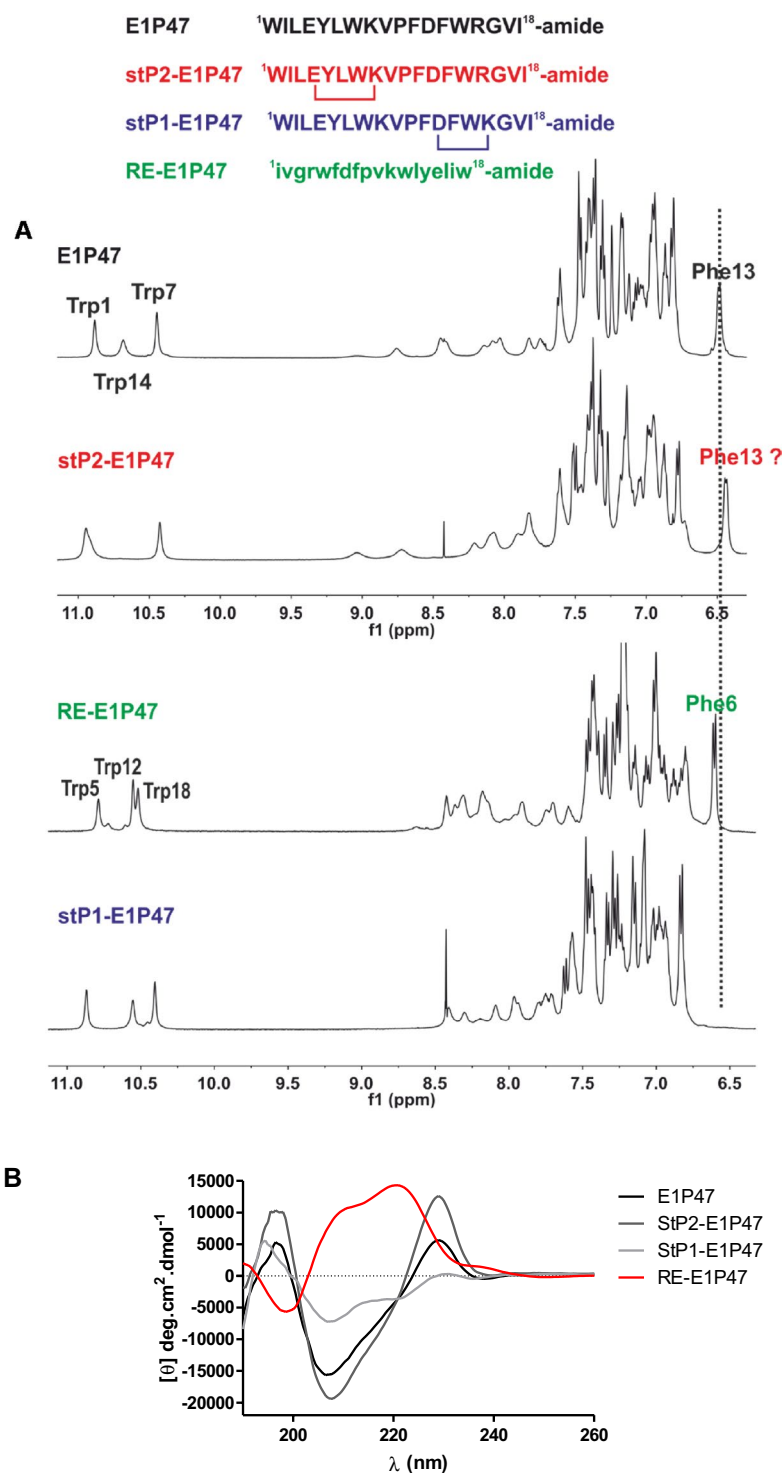 E1P47 ¹WILEYLWKVPFDFWRGVI¹⁸-amide
stP2-E1P47 ¹WILEYLWKVPFDFWRGVI¹⁸-amide
stP1-E1P47 ¹WILEYLWKVPFDFWKGVI¹⁸-amide
RE-E1P47 ¹ivgrwfdfpvkwlyeliw¹⁸-amide
A
E1P47
Phe13
Trp1
Trp7
Trp14
stP2-E1P47
Phe13 ?
11.0 10.5 10.0 9.5 9.0 8.5 8.0 7.5 7.0 6.5
f1 (ppm)
RE-E1P47
Phe6
Trp12
Trp5
Trp18
stP1-E1P47
11.0 10.5 10.0 9.5 9.0 8.5 8.0 7.5 7.0 6.5
f1 (ppm)
B
15000
10000
5000
0
-5000
-10000
-15000
-20000
[θ] deg.cm².dmol⁻¹
200 220 240 260
λ (nm)
E1P47
StP2-E1P47
StP1-E1P47
RE-E1P47